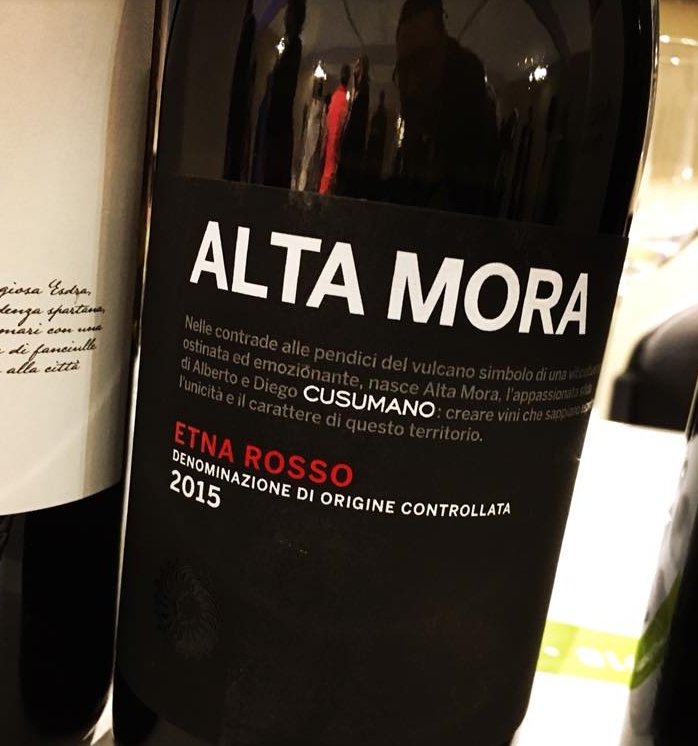 giosa Esdra,
denza spartana,
mari con una
di fanciulle
alla città
ALTA MORA
Nelle contrade alle pendici del vulcano simbolo di una viticoltura
ostinata ed emozionante, nasce Alta Mora, l'appassionata sfida
di Alberto e Diego CUSUMANO: creare vini che sappiano
l'unicità e il carattere di questo territorio.
ETNA ROSSO
DENOMINAZIONE DI ORIGINE CONTROLLATA
2015